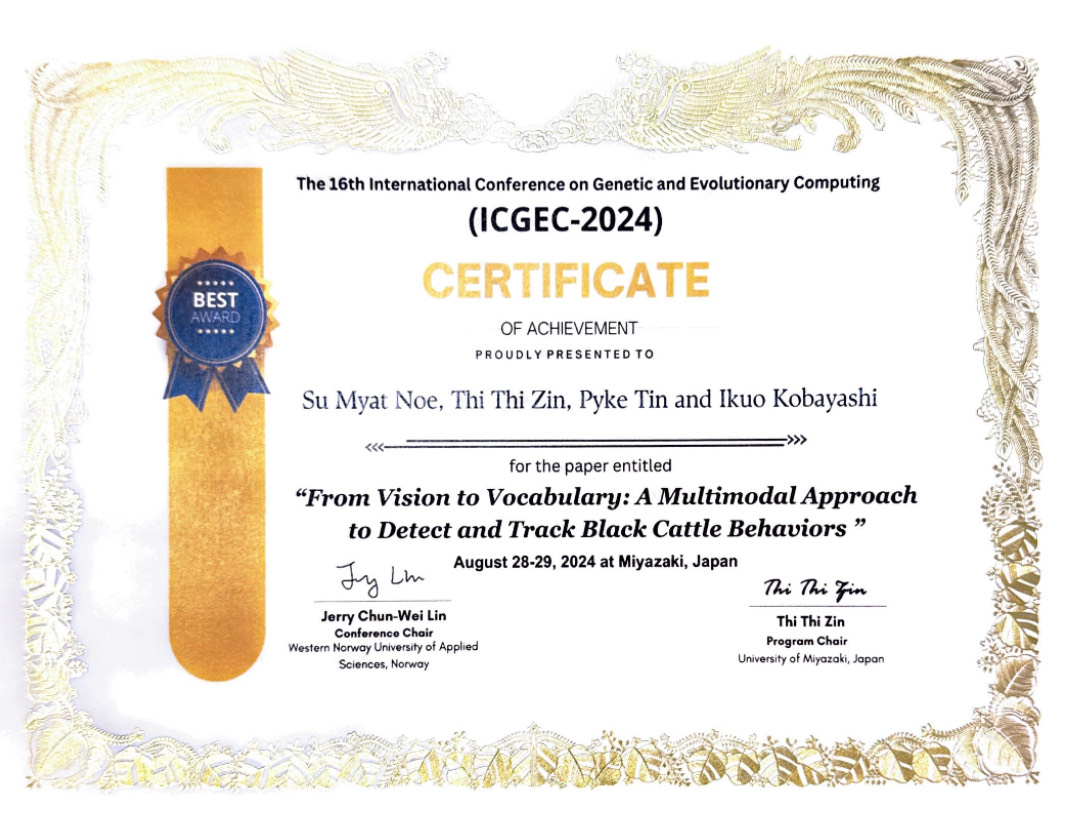 The 16th International Conference on Genetic and Evolutionary Computing
(ICGEC-2024)
CERTIFICATE
OF ACHIEVEMENT
PROUDLY PRESENTED TO
BEST
AWARD
Su Myat Noe, Thi Thi Zin, Pyke Tin and Ikuo Kobayashi
for the paper entitled
“From Vision to Vocabulary: A Multimodal Approach
to Detect and Track Black Cattle Behaviors ”
August 28-29, 2024 at Miyazaki, Japan
Jerry Chun-Wei Lin
Conference Chair
Western Norway University of Applied
Sciences, Norway
Thi Thi Zin
Thi Thi Zin
Program Chair
University of Miyazaki, Japan